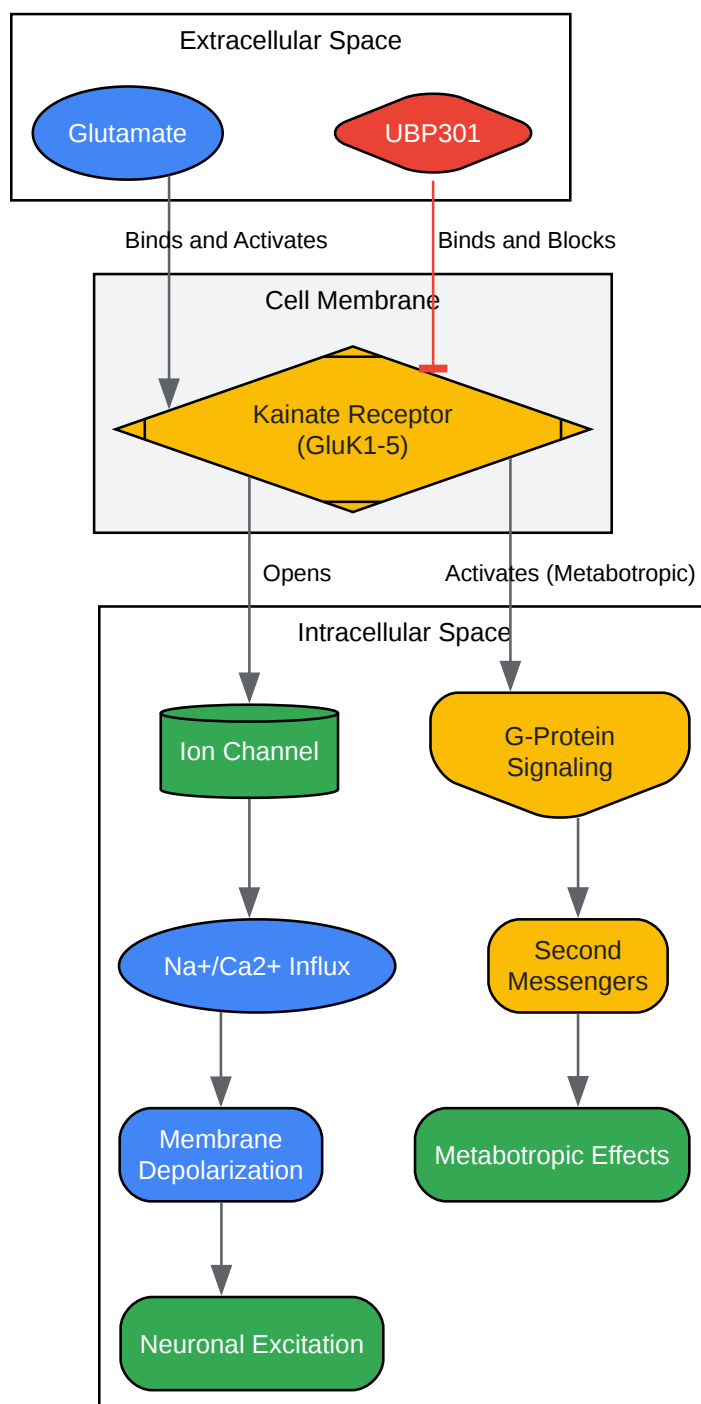 Extracellular Space
Glutamate
UBP301
Binds and Activates
Binds and Blocks
Cell Membrane
Kainate Receptor
(GluK1-5)
Opens
Activates (Metabotropic)
Intracellular Space
Ion Channel
G-Protein
Signaling
Na+/Ca2+ Influx
Second
Messengers
Membrane
Depolarization
Metabotropic Effects
Neuronal Excitation